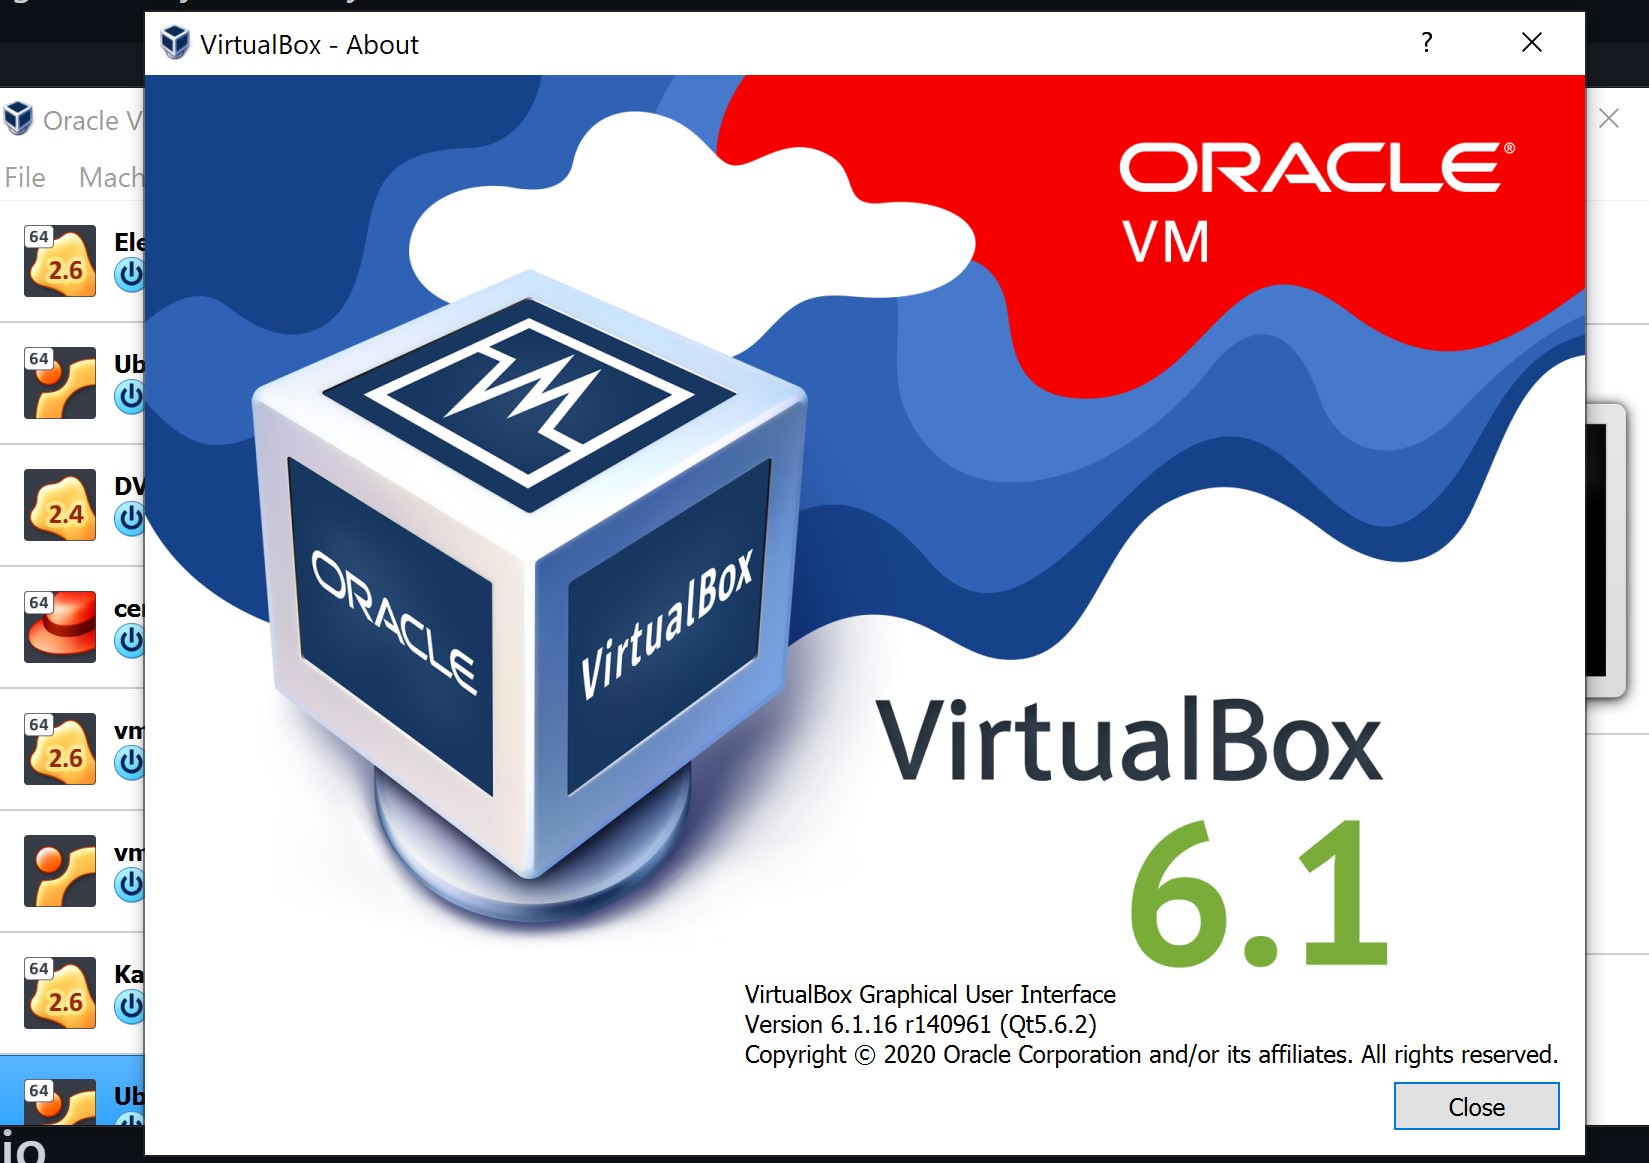 VirtualBox - About
?
Oracle V
File Mach
64
2.6
Ele
64
Ub
2.4
DV
64
cen
64
2.6
vm
vm
64
2.6
Ka
64
Ub
io
ORACLE®
VM
ORACLE
VirtualBox
VirtualBox
6.1
VirtualBox Graphical User Interface
Version 6.1.16 r140961 (Qt5.6.2)
Copyright © 2020 Oracle Corporation and/or its affiliates. All rights reserved.
Close